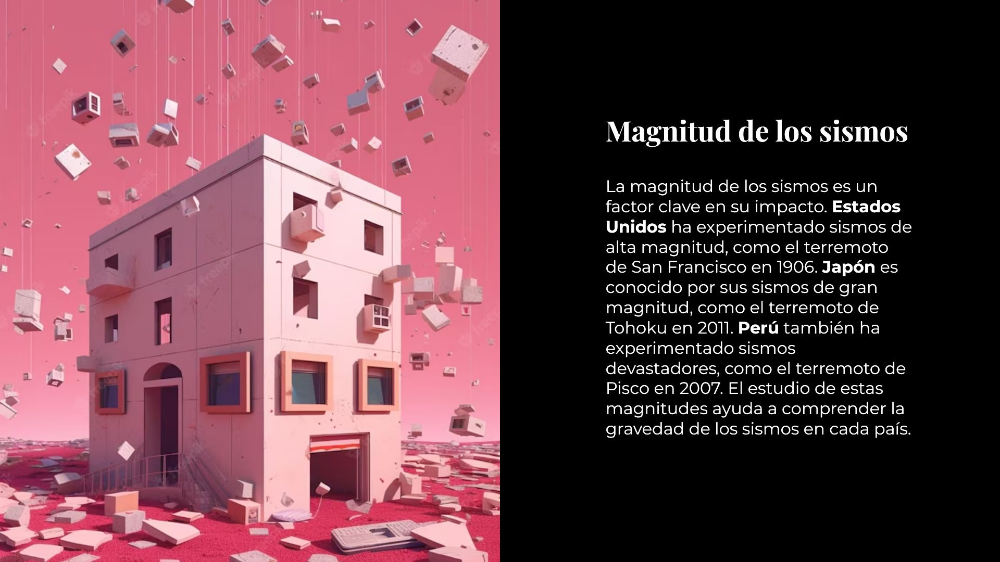 Magnitud de los sismos
La magnitud de los sismos es un
factor clave en su impacto. Estados
Unidos ha experimentado sismos de
alta magnitud, como el terremoto
de San Francisco en 1906. Japón es
conocido por sus sismos de gran
magnitud, como el terremoto de
Tohoku en 2011. Perú también ha
experimentado sismos
devastadores, como el terremoto de
Pisco en 2007. El estudio de estas
magnitudes ayuda a comprender la
gravedad de los sismos en cada país.